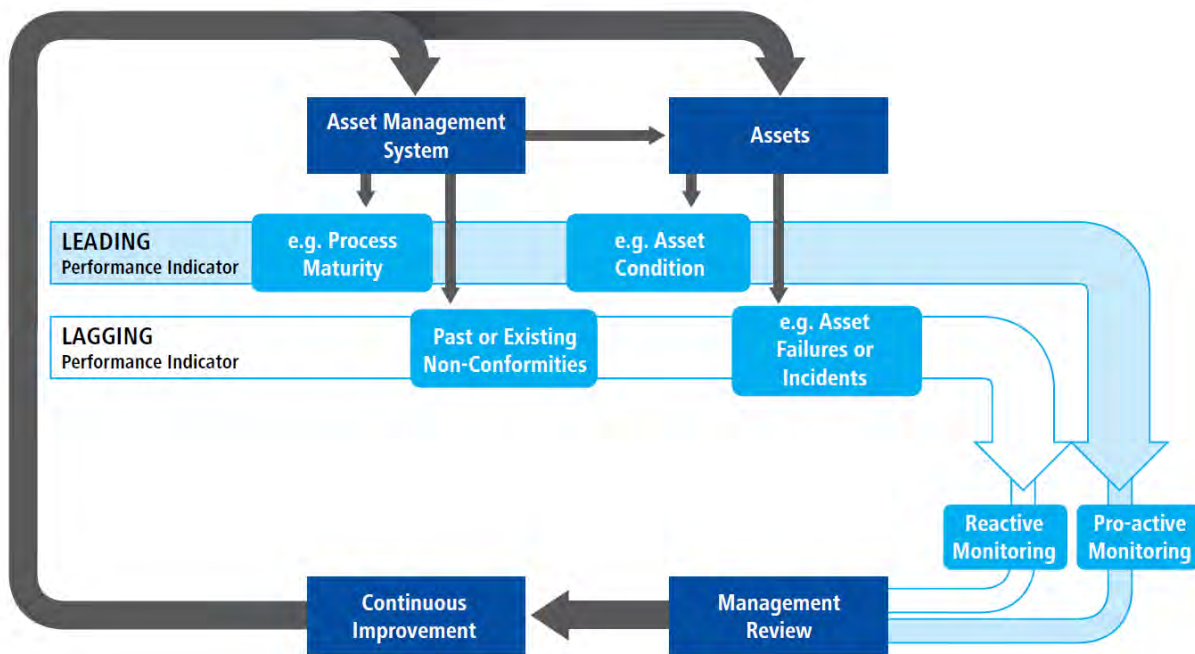 Asset Management
System
Assets
LEADING
Performance Indicator
e.g. Process
Maturity
e.g. Asset
Condition
LAGGING
Performance Indicator
Past or Existing
Non-Conformities
e.g. Asset
Failures or
Incidents
Reactive
Monitoring
Pro-active
Monitoring
Continuous
Improvement
Management
Review